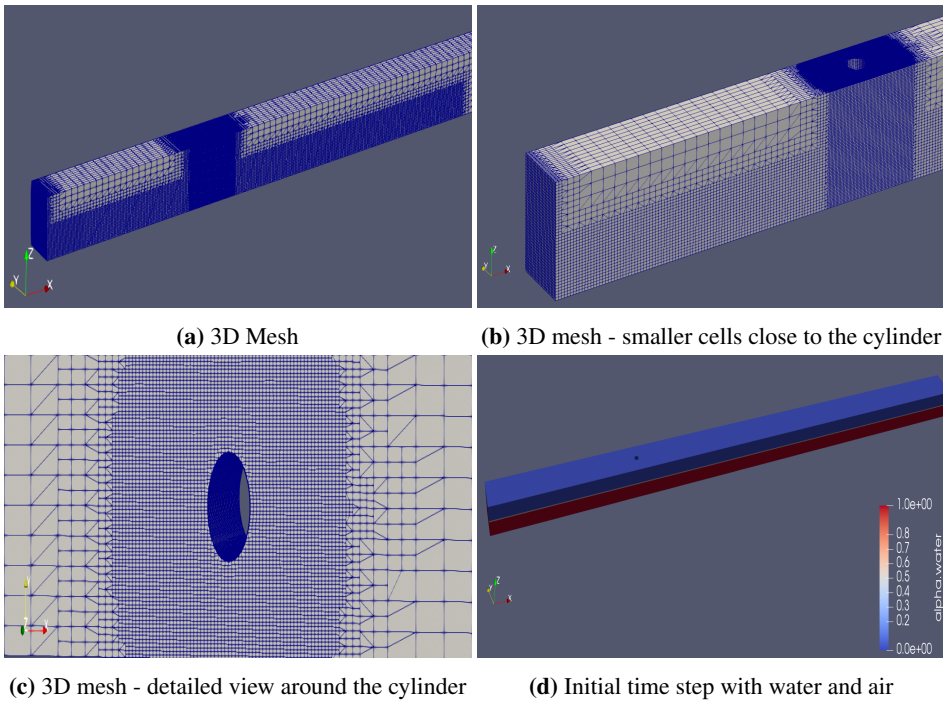 Z
Y
X
Z
Y
X
(a) 3D Mesh
(b) 3D mesh - smaller cells close to the cylinder
Y
Z
X
1.0e+00
0.8
0.7
0.6
0.5
0.4
0.3
0.2
0.0e+00
alpha.water
Z
Y
X
(c) 3D mesh - detailed view around the cylinder
(d) Initial time step with water and air